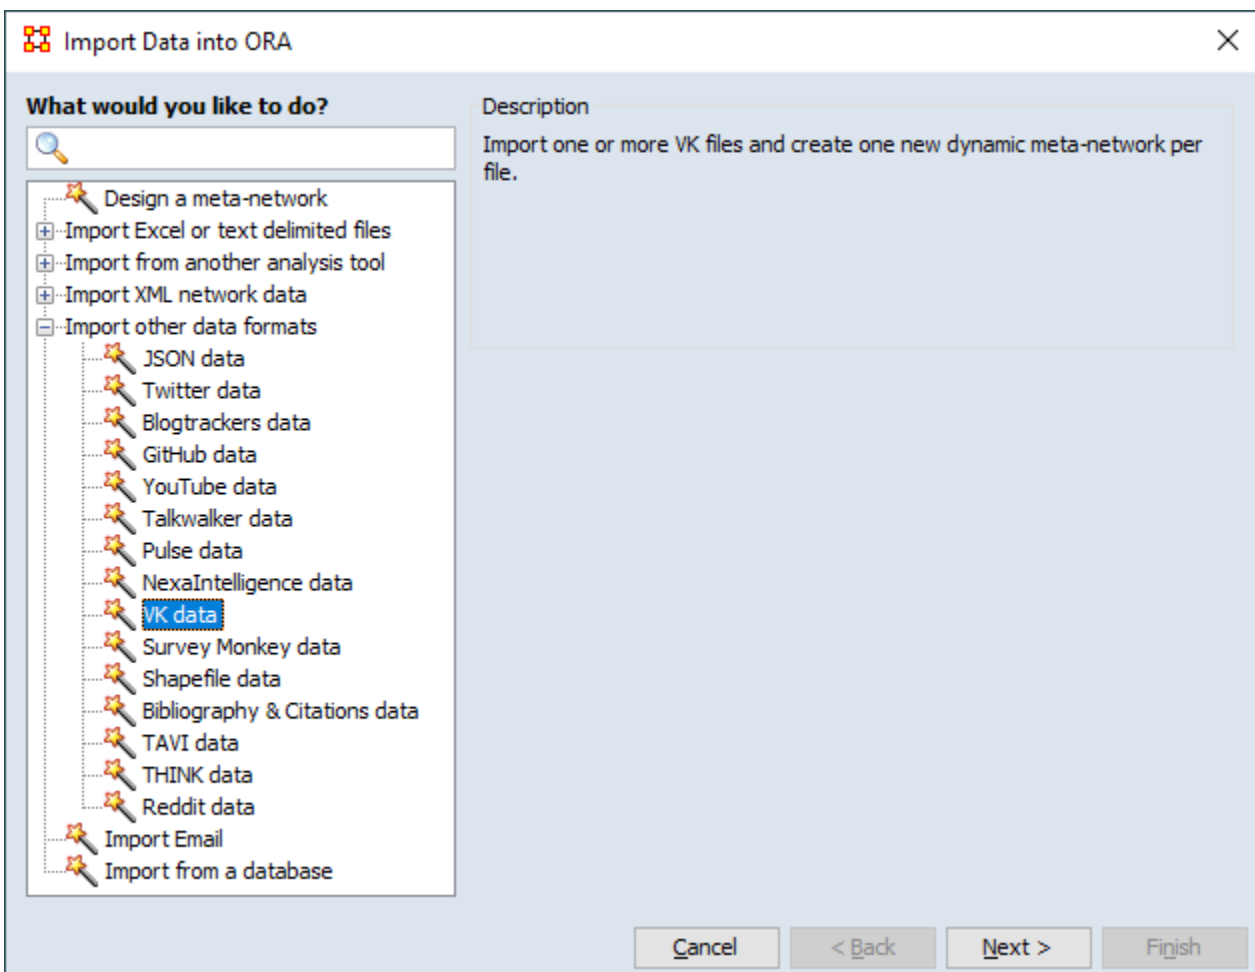 Import Data into ORA
What would you like to do?
Description
Import one or more VK files and create one new dynamic meta-network per
file.
Design a meta-network
Import Excel or text delimited files
Import from another analysis tool
Import XML network data
Import other data formats
JSON data
Twitter data
Blogtrackers data
GitHub data
YouTube data
Talkwalker data
Pulse data
NexaIntelligence data
VK data
Survey Monkey data
Shapefile data
Bibliography & Citations data
TAVI data
THINK data
Reddit data
Import Email
Import from a database
Cancel
< Back
Next >
Finish